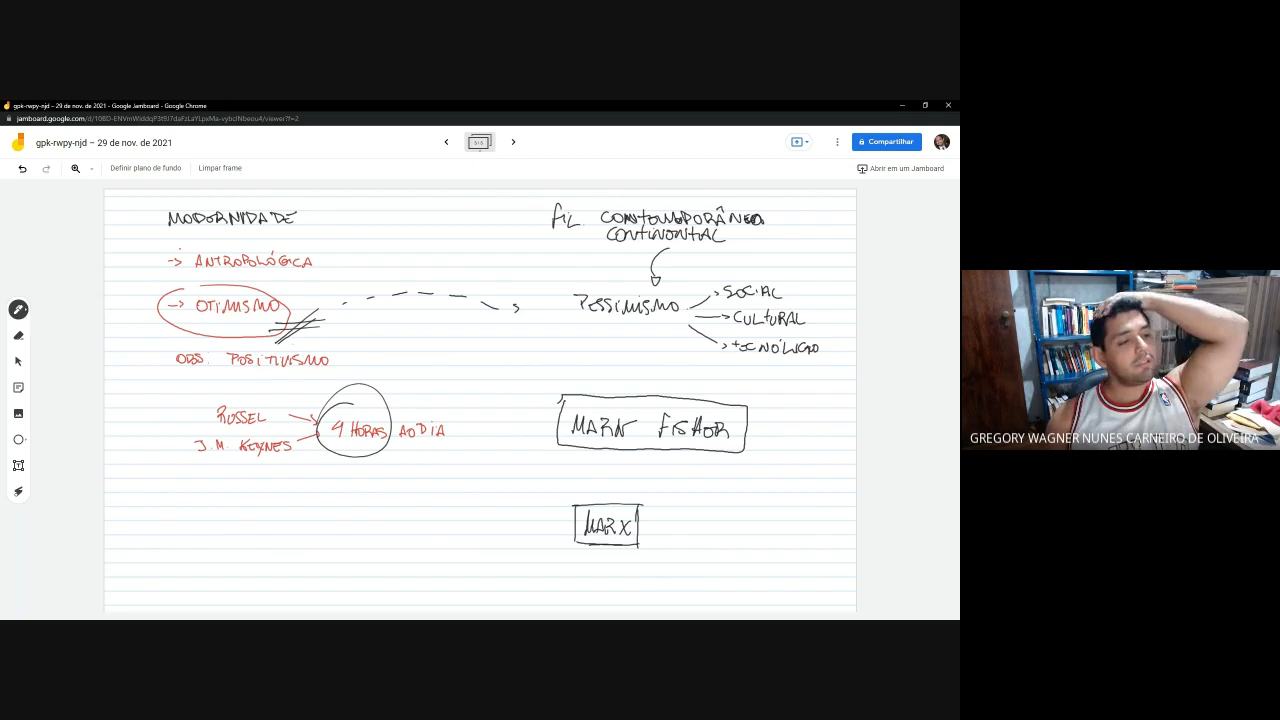 gpk-rwpy-njd – 29 de nov. de 2021 - Google Jamboard - Google Chrome
gpk-rwpy-njd – 29 de nov. de 2021
Compartilhar
Definir plano de fundo
Limpar frame
Abrir em um Jamboard
MODERNIDADE
-> ANTROPOLÓGICA
-> OTIMISMO
OBS: POSITIVISMO
RUSSEL
J.M. KEYNES
4 HORAS AO DIA
FIL. CONTEMPORÂNEA
CONTINENTAL
PESSIMISMO
SOCIAL
CULTURAL
MARK FISHER
MARX
GREGORY WAGNER NUNES CARNEIRO DE OLIVEIRA